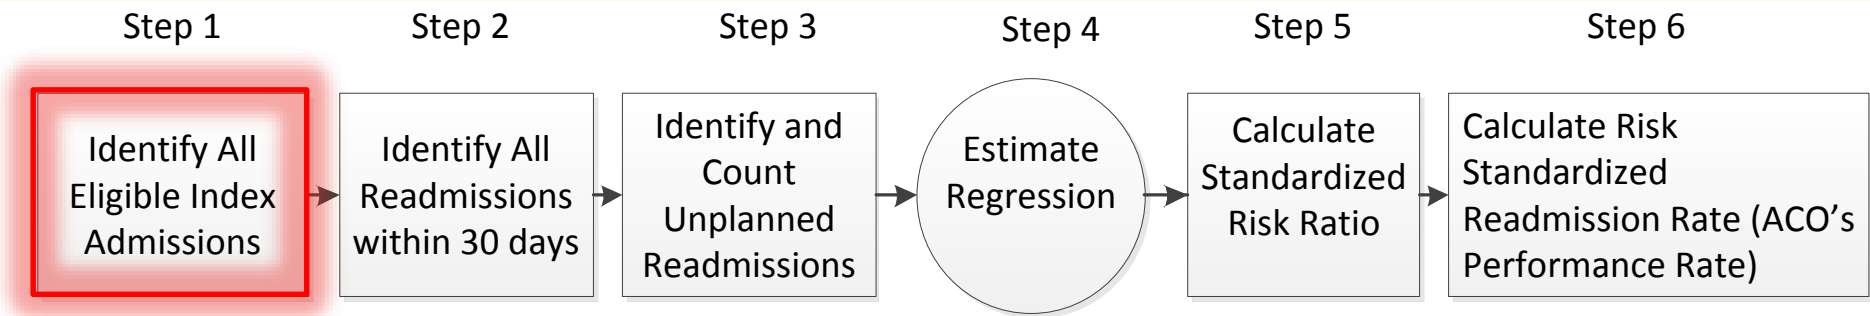 Step 1
Step 2
Step 3
Step 4
Step 5
Step 6
Identify All
Eligible Index
Admissions
Identify All
Readmissions
within 30 days
Identify and
Count
Unplanned
Readmissions
Estimate
Regression
Calculate
Standardized
Risk Ratio
Calculate Risk
Standardized
Readmission Rate (ACO’s
Performance Rate)